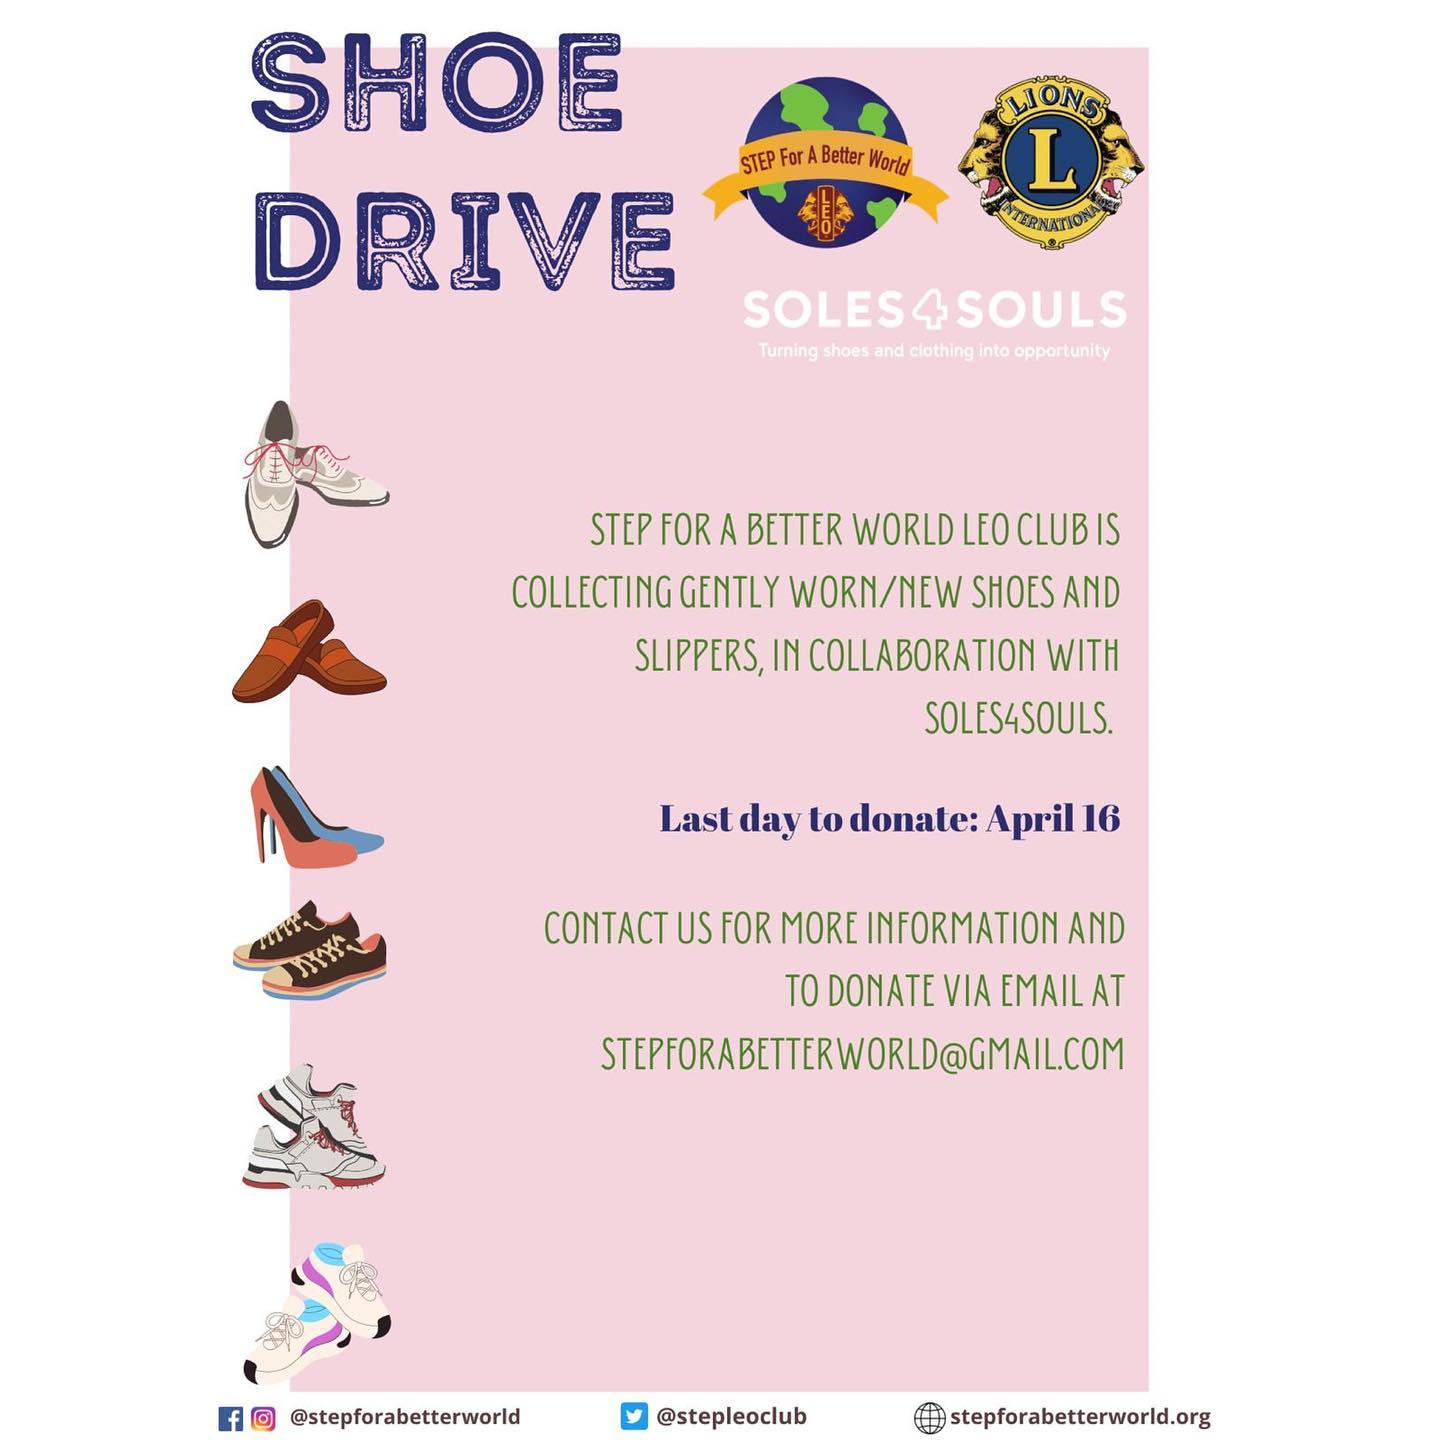 SHOE
DRIVE
STEP For A Better World
LEO
LIONS
L
INTERNATIONAL
®
SOLES4SOULS
Turning shoes and clothing into opportunity
STEP FOR A BETTER WORLD LEO CLUB IS
COLLECTING GENTLY WORN/NEW SHOES AND
SLIPPERS, IN COLLABORATION WITH
SOLES4SOULS.
Last day to donate: April 16
CONTACT US FOR MORE INFORMATION AND
TO DONATE VIA EMAIL AT
STEPFORABETTERWORLD@GMAIL.COM
@stepforabetterworld
@stepleoclub
stepforabetterworld.org